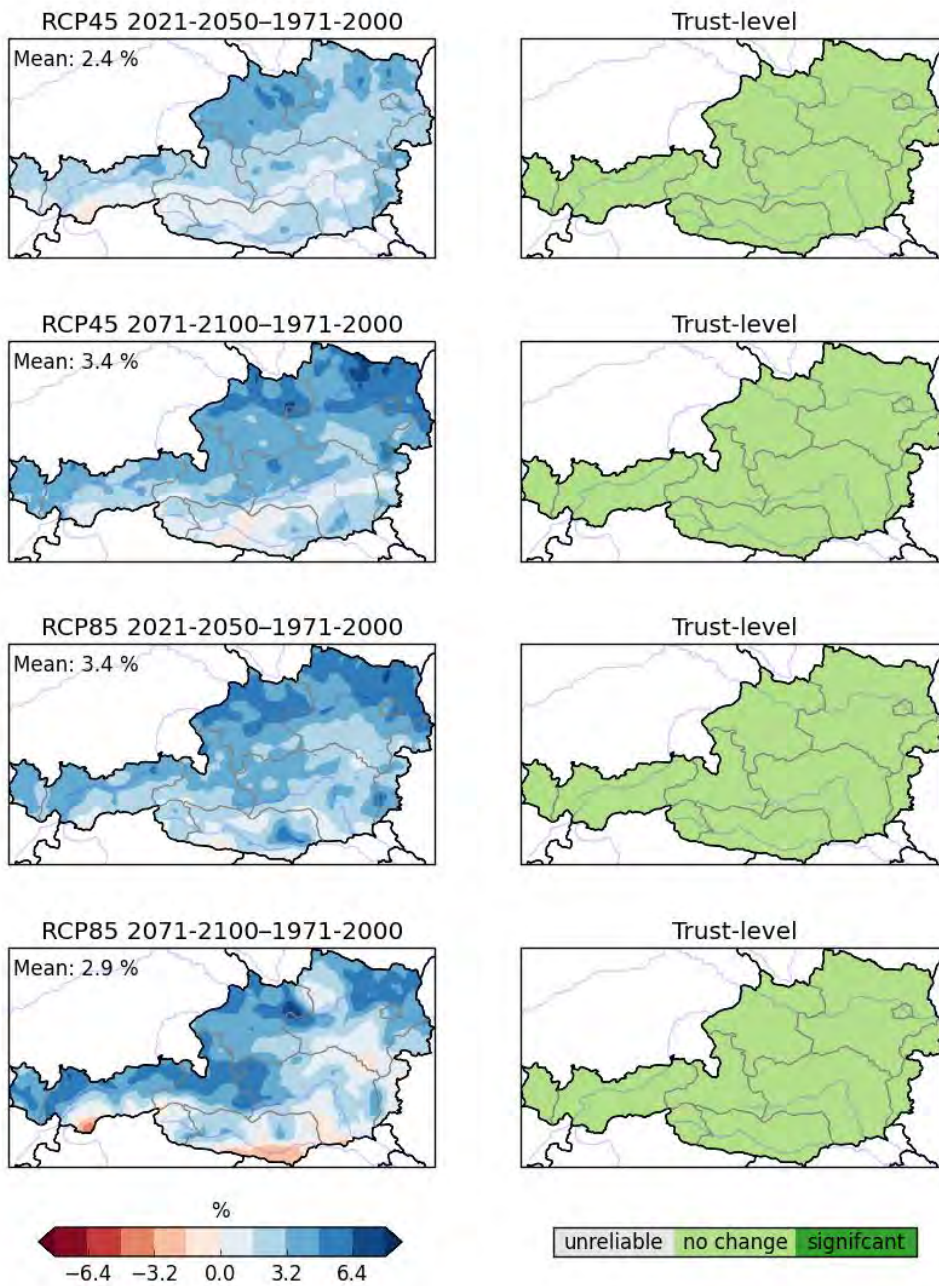 RCP45 2021-2050–1971-2000
Trust-level
Mean: 2.4 %
RCP45 2071-2100–1971-2000
Trust-level
Mean: 3.4 %
RCP85 2021-2050–1971-2000
Trust-level
Mean: 3.4 %
RCP85 2071-2100–1971-2000
Trust-level
Mean: 2.9 %
%
unreliable no change signifcant
−6.4 −3.2 0.0 3.2 6.4